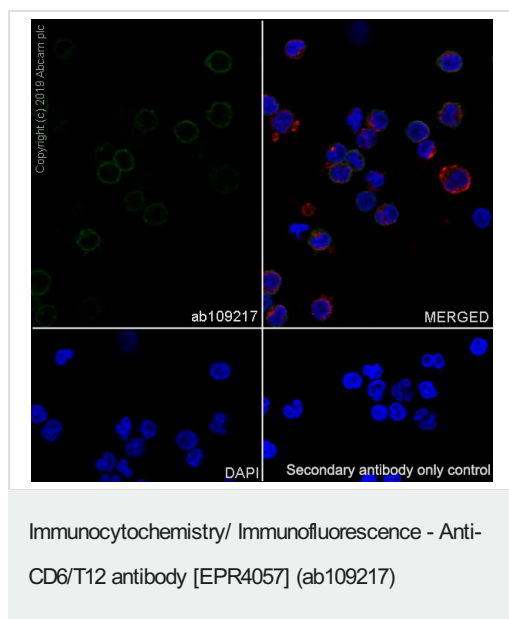 Copyright (c) 2019 Abcam plc
ab109217
MERGED
DAPI
Secondary antibody only control
Immunocytochemistry/ Immunofluorescence - Anti-
CD6/T12 antibody [EPR4057] (ab109217)